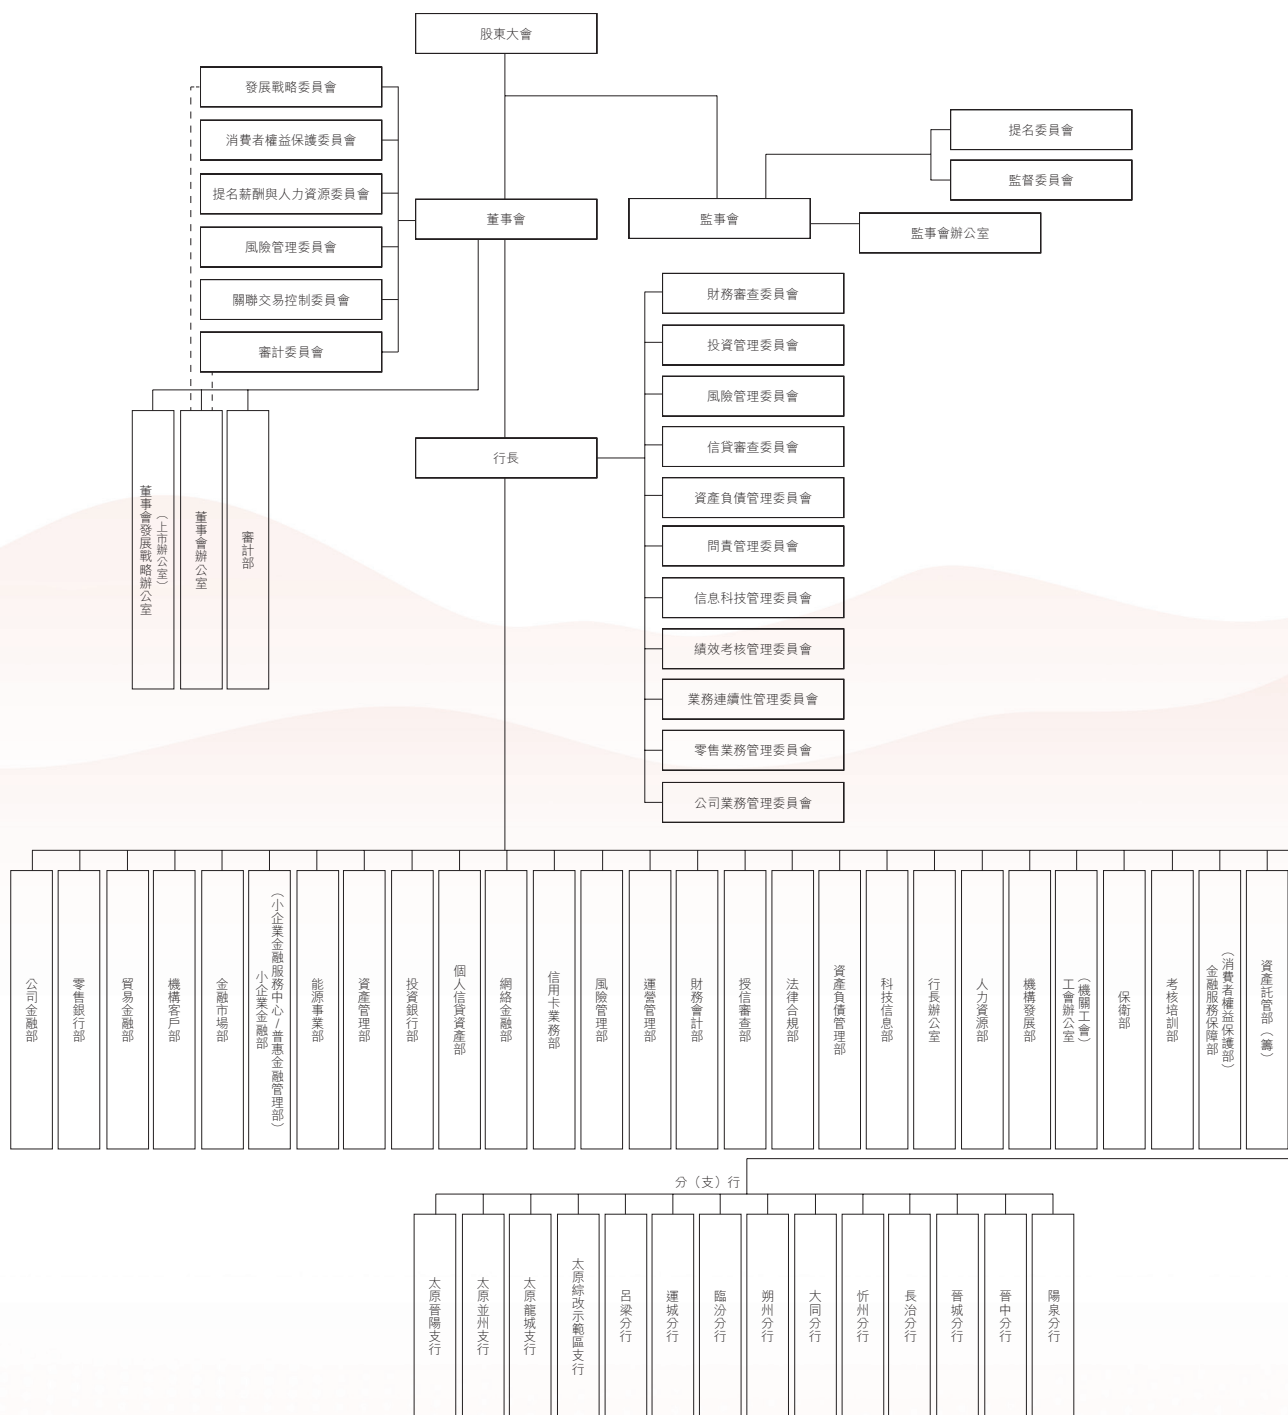 股東大會
發展戰略委員會
消費者權益保護委員會
提名薪酬與人力資源委員會
風險管理委員會
關聯交易控制委員會
審計委員會
董事會
監事會
提名委員會
監督委員會
監事會辦公室
財務審查委員會
投資管理委員會
風險管理委員會
信貸審查委員會
資產負債管理委員會
問責管理委員會
信息科技管理委員會
績效考核管理委員會
業務連續性管理委員會
零售業務管理委員會
公司業務管理委員會
行長
董事會發展戰略辦公室
（上市辦公室）
董事會辦公室
審計部
公司金融部
零售銀行部
貿易金融部
機構客戶部
金融市場部
小企業金融部
（小企業金融服務中心/普惠金融管理部）
能源事業部
資產管理部
投資銀行部
個人信貸資產部
網絡金融部
信用卡業務部
風險管理部
運營管理部
財務會計部
授信審查部
法律合規部
資產負債管理部
科技信息部
行長辦公室
人力資源部
機構發展部
工會辦公室
（機關工會）
保衛部
考核培訓部
金融服務保障部
（消費者權益保護部）
資產託管部（籌）
分（支）行
太原晉陽支行
太原並州支行
太原龍城支行
太原綜改示範區支行
呂梁分行
運城分行
臨汾分行
朔州分行
大同分行
忻州分行
長治分行
晉城分行
晉中分行
陽泉分行